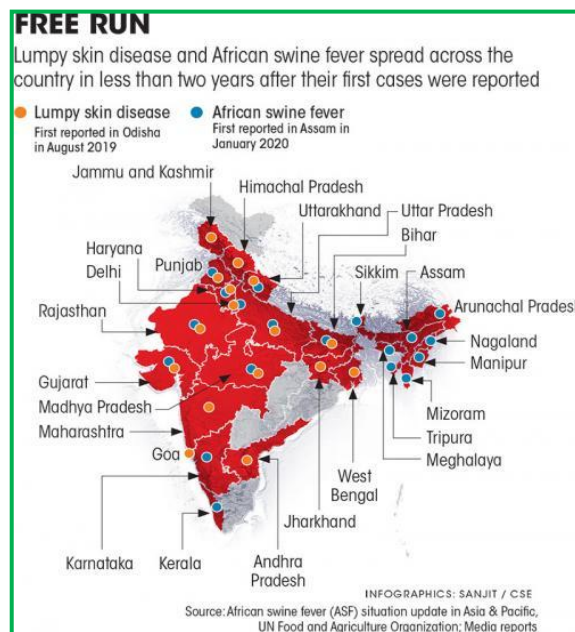 FREE RUN
Lumpy skin disease and African swine fever spread across the
country in less than two years after their first cases were reported
Lumpy skin disease
First reported in Odisha
in August 2019
African swine fever
First reported in Assam in
January 2020
Jammu and Kashmir
Himachal Pradesh
Uttarakhand
Uttar Pradesh
Bihar
Haryana
Punjab
Delhi
Sikkim
Assam
Rajasthan
Arunachal Pradesh
Nagaland
Manipur
Gujarat
Madhya Pradesh
Mizoram
Maharashtra
Tripura
Goa
Meghalaya
West
Bengal
Jharkhand
Karnataka
Kerala
Andhra
Pradesh
INFOGRAPHICS: SANJIT / CSE
Source: African swine fever (ASF) situation update in Asia & Pacific,
UN Food and Agriculture Organization; Media reports